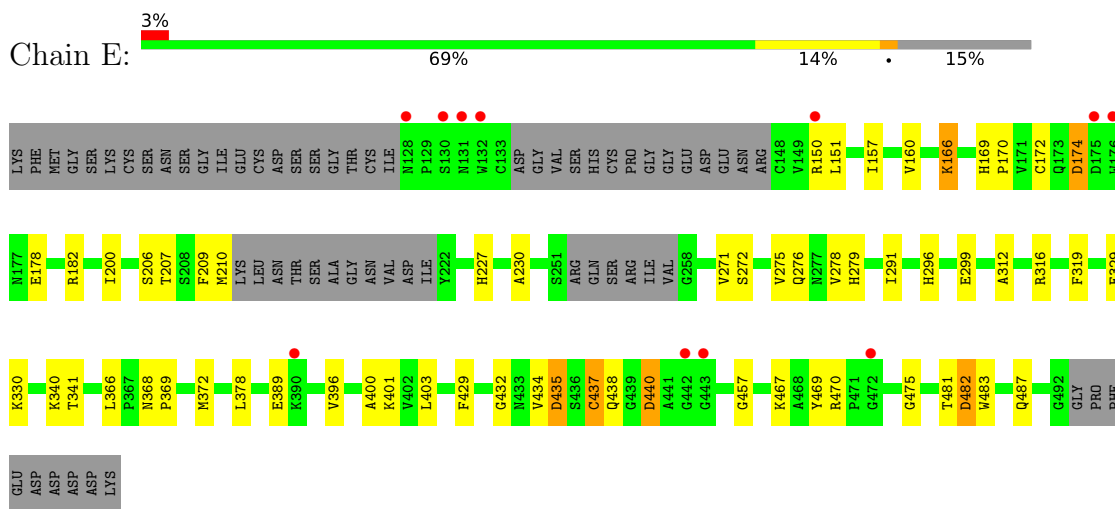 3%
Chain E:
69% 14% • 15%
LYS PHE MET GLY SER LYS CYS SER ASN SER GLY ILE GLU CYS ASP SER SER GLY THR CYS ILE N128 P129 S130 N131 W132 C133 ASP GLY VAL SER HIS CYS PRO GLY GLY GLU ASP GLU ASN ARG C148 V149 R150 L151 I157 V160 K166 H169 P170 V171 C172 Q173 D174 D175 W176
N177 E178 R182 I200 S206 T207 S208 F209 M210 LYS LEU ASN THR SER ALA GLY ASN VAL ASP ILE Y222 H227 A230 S251 ARG GLN SER ARG ILE VAL G258 V271 S272 V275 Q276 N277 V278 H279 I291 H296 E299 A312 R316 F319 E329
K330 K340 T341 L366 P367 N368 P369 M372 L378 E389 K390 V396 A400 K401 V402 L403 F429 G432 N433 V434 D435 S436 C437 Q438 G439 D440 A441 G442 G443 G457 K467 A468 Y469 R470 P471 G472 G475 T481 D482 W483 Q487 G492 GLY PRO PHE
GLU ASP ASP ASP ASP LYS